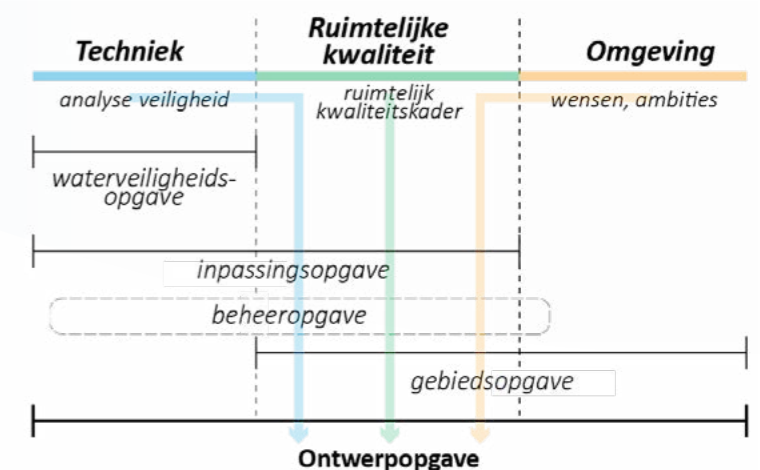 Techniek
Ruimtelijke
kwaliteit
Omgeving
analyse veiligheid
ruimtelijk
kwaliteitskader
wensen, ambities
waterveiligheids-
opgave
inpassingsopgave
beheeropgave
gebiedsopgave
Ontwerpopgave